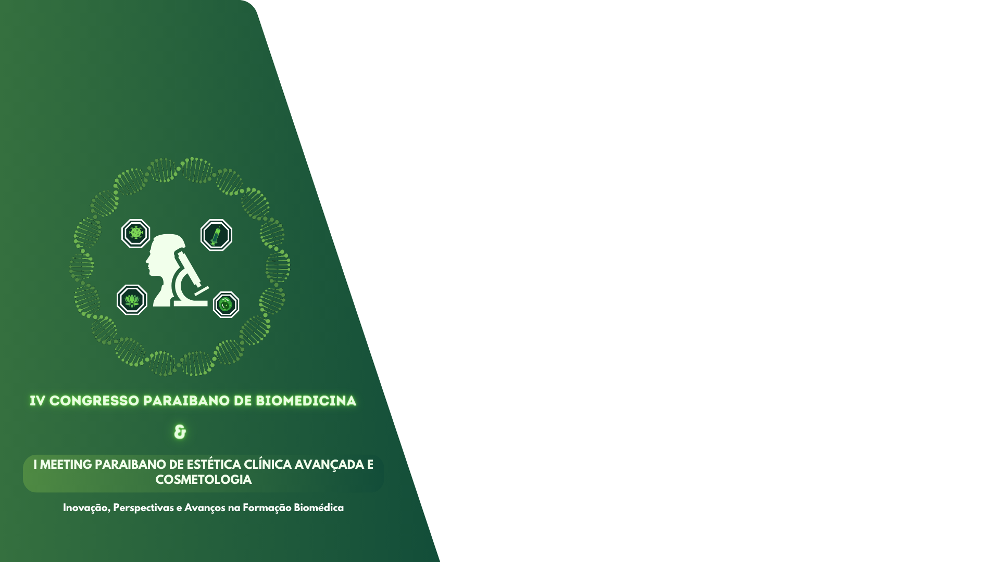 IV CONGRESSO PARAIBANO DE BIOMEDICINA
&
I MEETING PARAIBANO DE ESTÉTICA CLÍNICA AVANÇADA E
COSMETOLOGIA
Inovação, Perspectivas e Avanços na Formação Biomédica